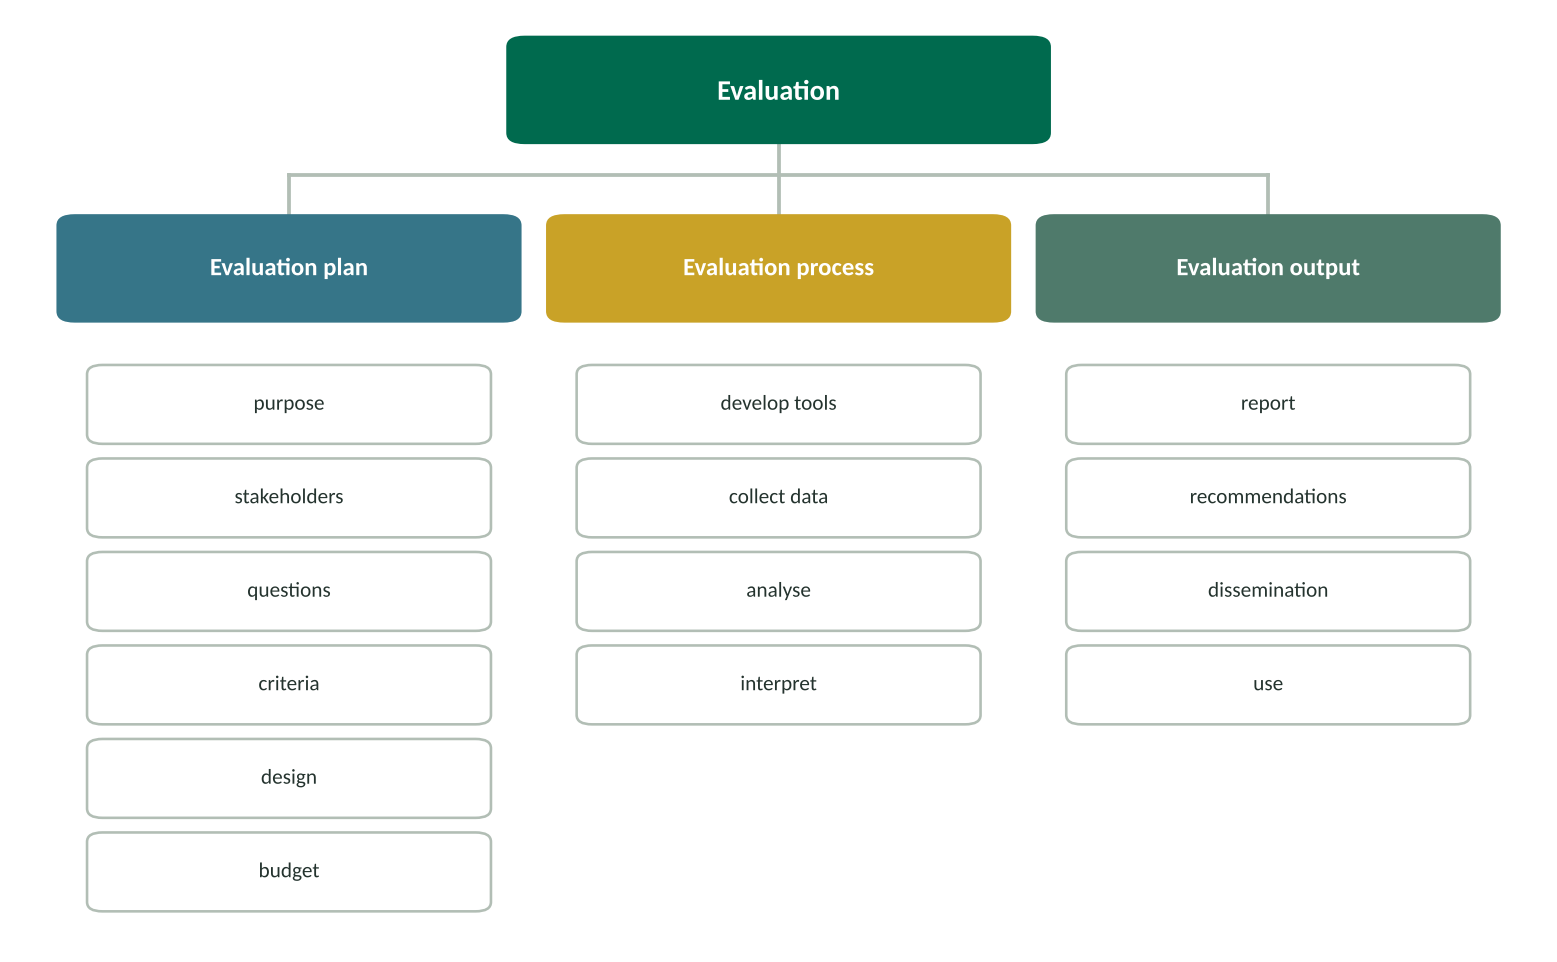 Evaluation
Evaluation plan
purpose
stakeholders
questions
criteria
design
budget
Evaluation process
develop tools
collect data
analyse
interpret
Evaluation output
report
recommendations
dissemination
use